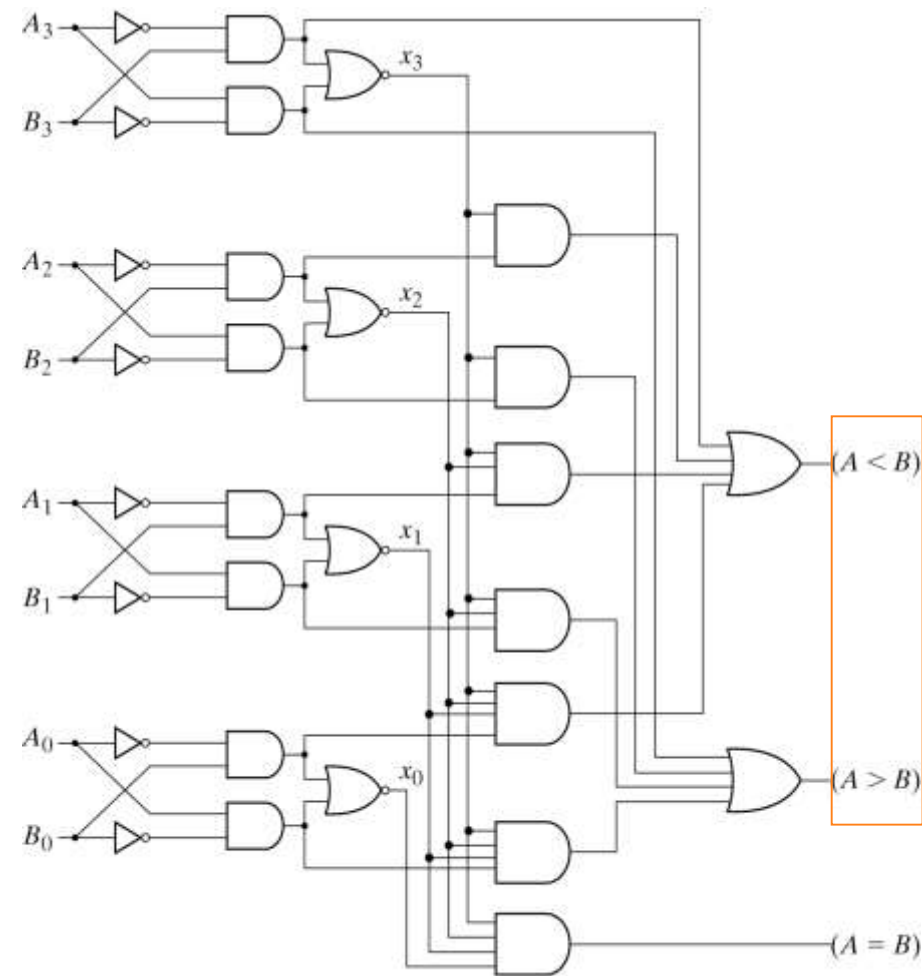 A3
x3
B3
A2
x2
B2
(A < B)
A1
x1
B1
A0
x0
(A > B)
B0
(A = B)